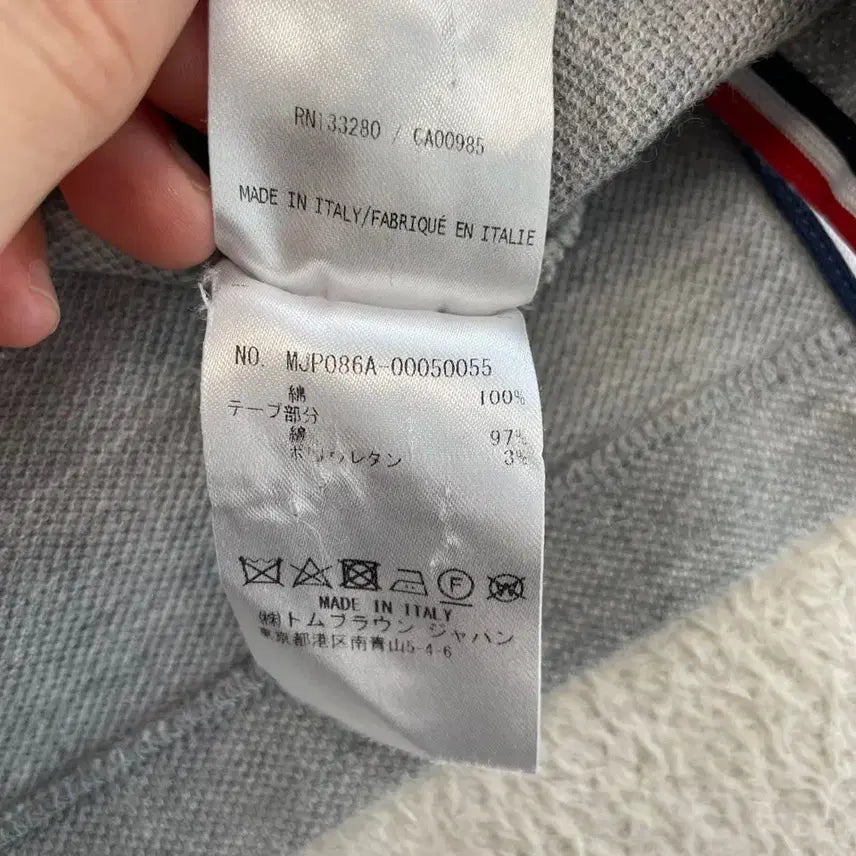 RN133280 / CA00985
MADE IN ITALY/FABRIQUÉ EN ITALIE
NO. MJP086A-00050055
綿 100%
テープ部分
綿 97%
ポリウレタン 3%
F
W
MADE IN ITALY
㈱トムブラウン ジャパン
東京都港区南青山5-4-6